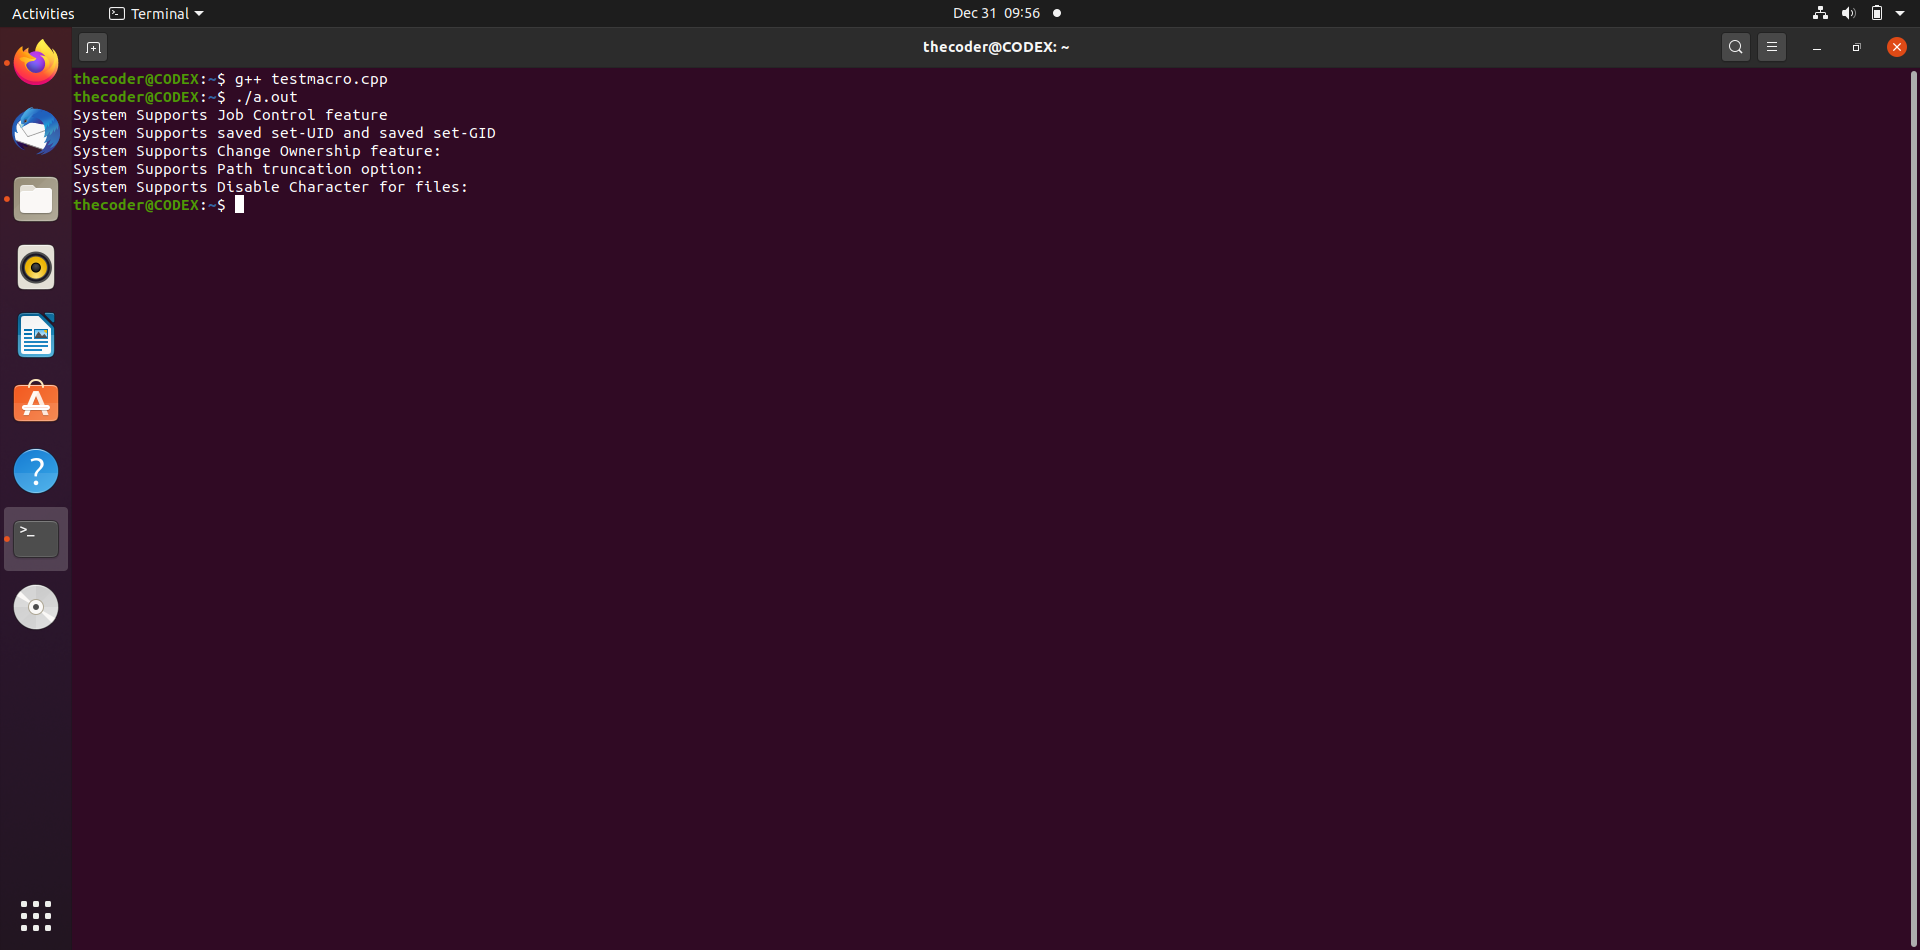 Activities Terminal Dec 31 09:56
thecoder@CODEX: ~
thecoder@CODEX:~$ g++ testmacro.cpp
thecoder@CODEX:~$ ./a.out
System Supports Job Control feature
System Supports saved set-UID and saved set-GID
System Supports Change Ownership feature:
System Supports Path truncation option:
System Supports Disable Character for files:
thecoder@CODEX:~$